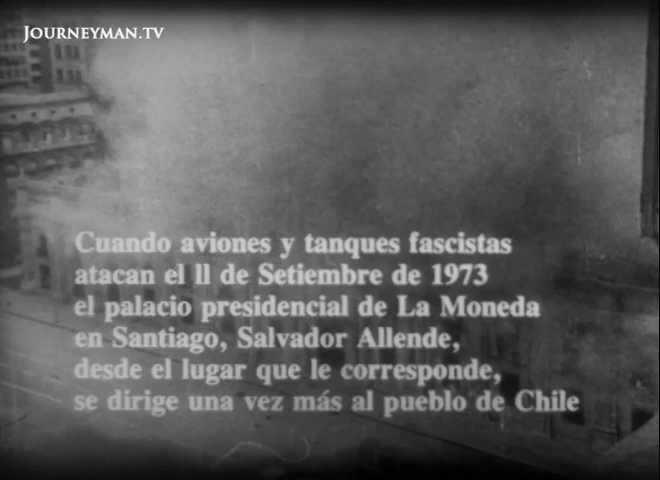 JOURNEYMAN.TV
Cuando aviones y tanques fascistas
atacan el 11 de Setiembre de 1973
el palacio presidencial de La Moneda
en Santiago, Salvador Allende,
desde el lugar que le corresponde,
se dirige una vez más al pueblo de Chile